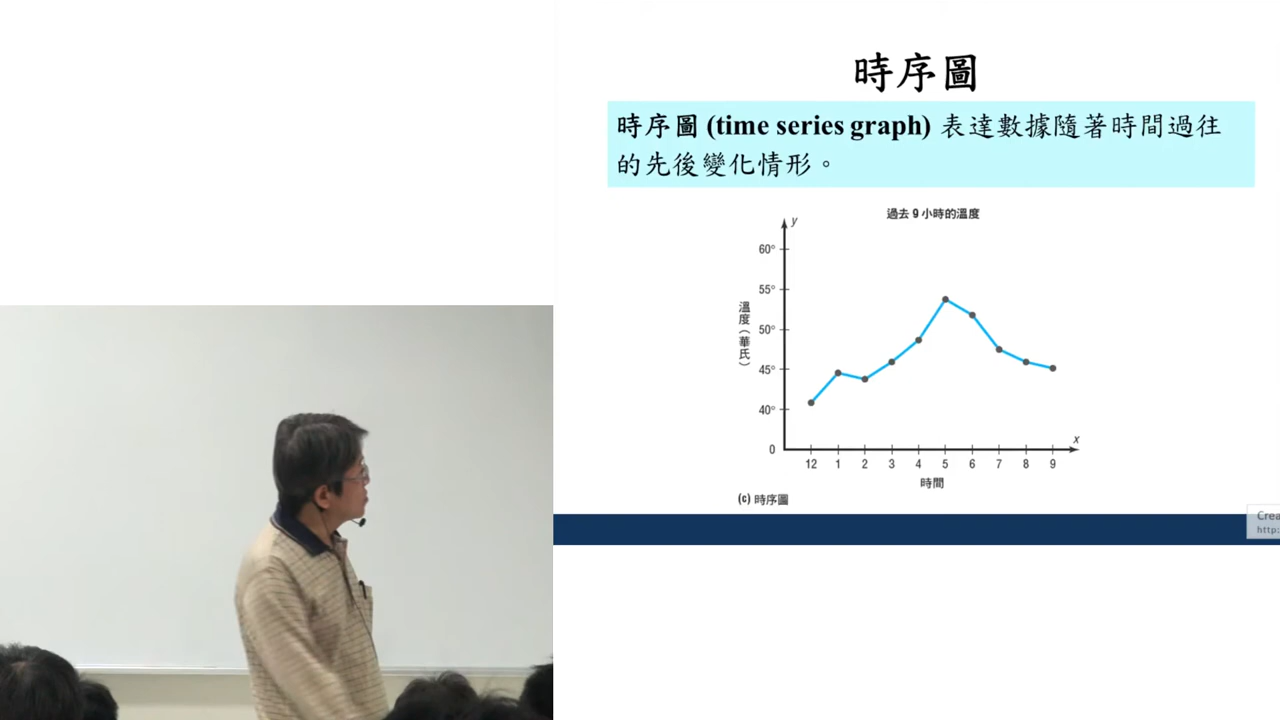 時序圖
時序圖 (time series graph) 表達數據隨著時間過往
的先後變化情形。
過去 9 小時的溫度
y
60°
55°
50°
45°
40°
0
溫度（華氏）
x
12 1 2 3 4 5 6 7 8 9
時間
(c) 時序圖
Crea
http: